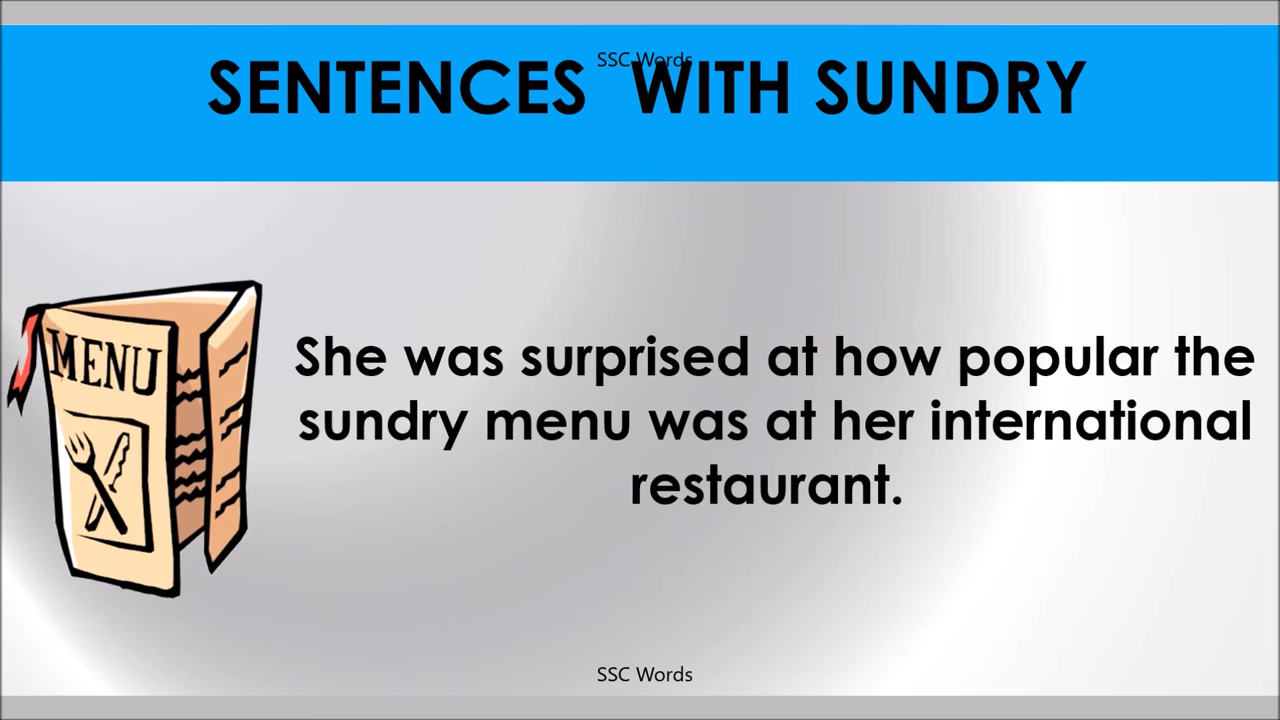 SSC Words
SENTENCES WITH SUNDRY
MENU
She was surprised at how popular the
sundry menu was at her international
restaurant.
SSC Words